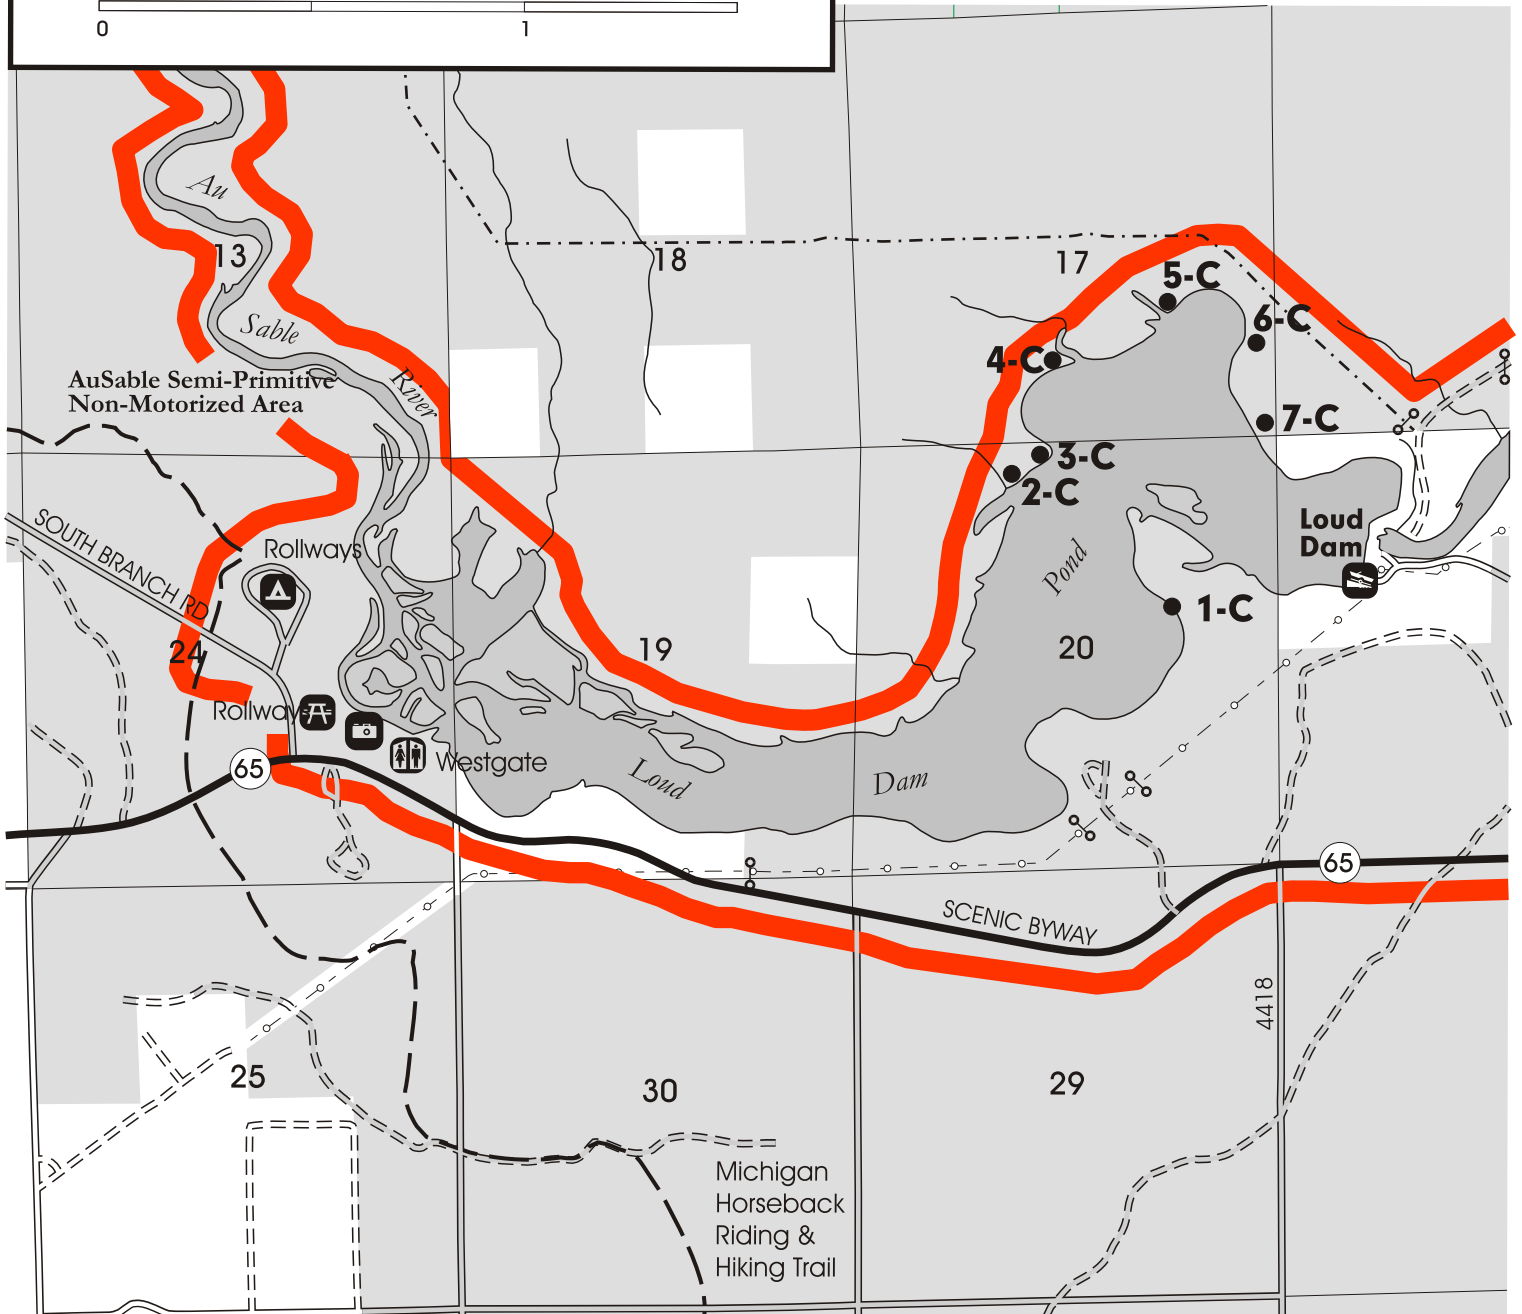 0 1
Au
13
18
17
5-C
6-C
Sable
4-C
AuSable Semi-Primitive
Non-Motorized Area
River
7-C
3-C
2-C
SOUTH BRANCH RD
Rollways
Loud
Dam
Pond
1-C
24
19
20
Rollways
65
Westgate
Loud
Dam
65
SCENIC BYWAY
4418
25
30
29
Michigan
Horseback
Riding &
Hiking Trail